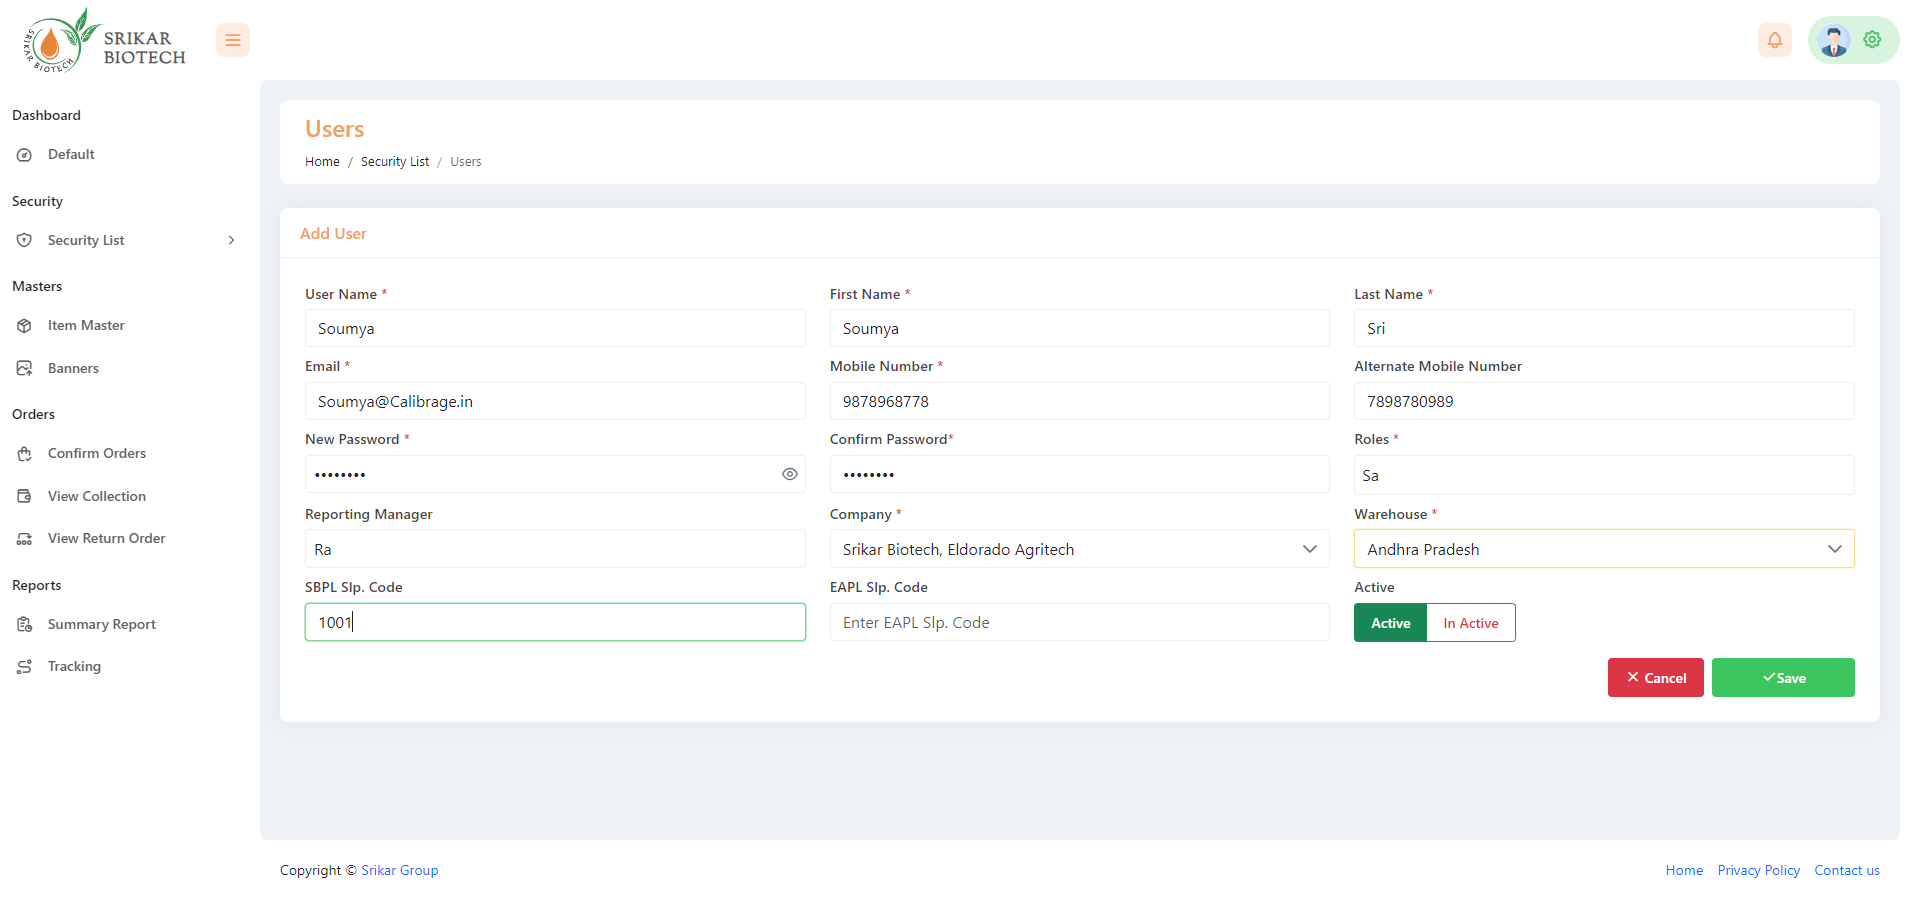 SRIKAR BIOTECH
SRIKAR
BIOTECH
Dashboard
Default
Security
Security List
Masters
Item Master
Banners
Orders
Confirm Orders
View Collection
View Return Order
Reports
Summary Report
Tracking
Users
Home / Security List / Users
Add User
User Name * First Name * Last Name *
Soumya Soumya Sri
Email * Mobile Number * Alternate Mobile Number
Soumya@Calibrage.in 9878968778 7898780989
New Password * Confirm Password* Roles *
•••••••• •••••••• Sa
Reporting Manager Company * Warehouse *
Ra Srikar Biotech, Eldorado Agritech Andhra Pradesh
SBPL Slp. Code EAPL Slp. Code Active
1001 Enter EAPL Slp. Code Active In Active
Cancel Save
Copyright © Srikar Group Home Privacy Policy Contact us